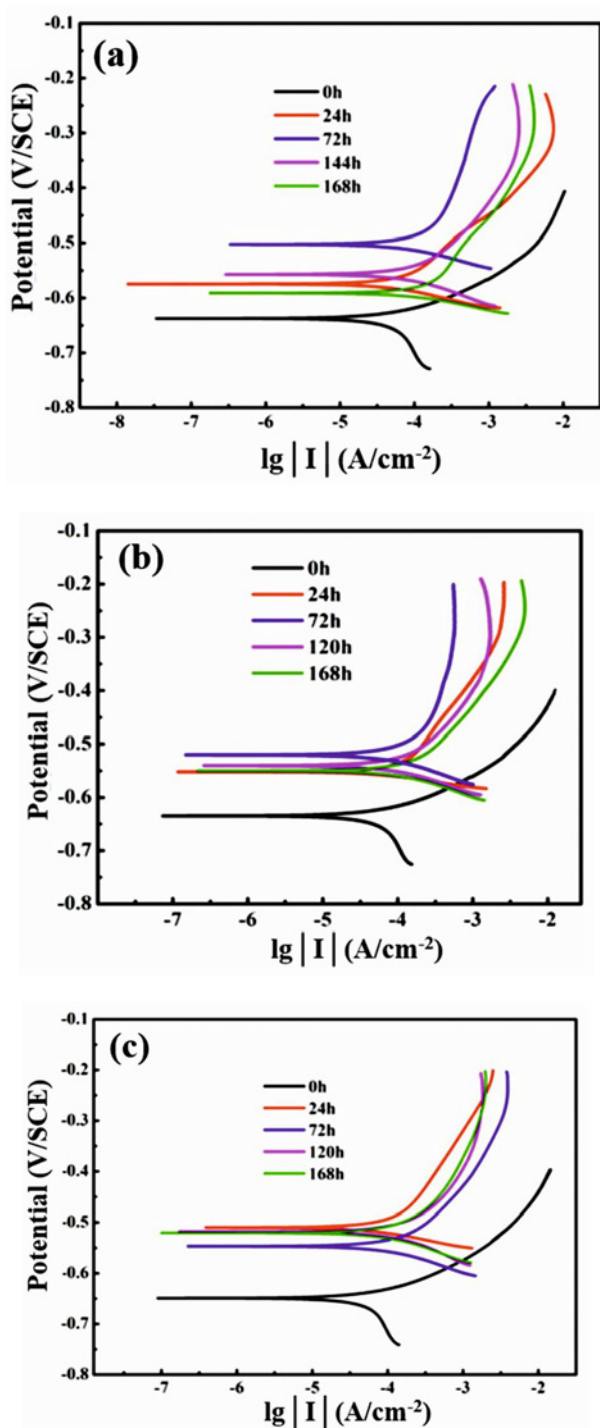 (a)
0h
24h
72h
144h
168h
Potential (V/SCE)
-0.1
-0.2
-0.3
-0.4
-0.5
-0.6
-0.7
-0.8
-8 -7 -6 -5 -4 -3 -2
lg | I | (A/cm⁻²)
(b)
0h
24h
72h
120h
168h
Potential (V/SCE)
-0.1
-0.2
-0.3
-0.4
-0.5
-0.6
-0.7
-0.8
-7 -6 -5 -4 -3 -2
lg | I | (A/cm⁻²)
(c)
0h
24h
72h
120h
168h
Potential (V/SCE)
-0.1
-0.2
-0.3
-0.4
-0.5
-0.6
-0.7
-0.8
-7 -6 -5 -4 -3 -2
lg | I | (A/cm⁻²)